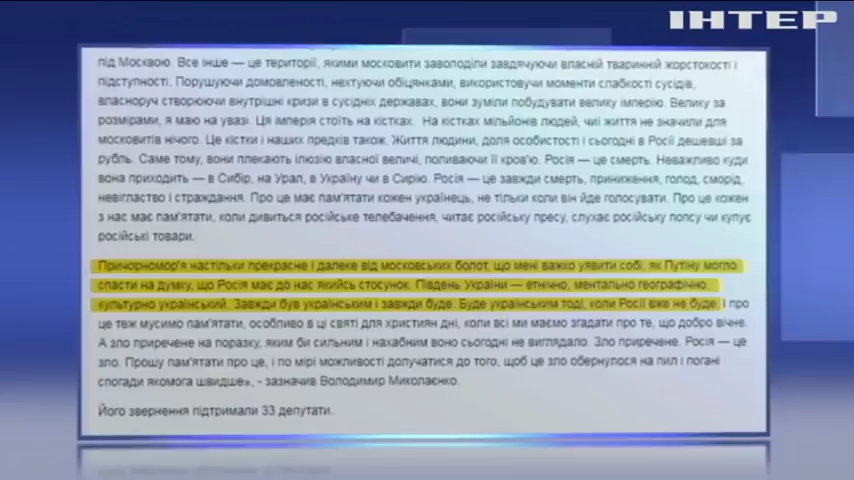 ІНТЕР
під Москвою. Все інше — це території, якими московити заволоділи завдячуючи власній тваринній жорстокості і
підступності. Порушуючи домовленості, нехтуючи обіцянками, використовуючи моменти слабкості сусідів,
власноруч створюючи внутрішні кризи в сусідніх державах, вони зуміли побудувати велику імперію. Велику за
розмірами, я маю на увазі. Ця імперія стоїть на кістках. На кістках мільйонів людей, чиї життя не значили для
московитів нічого. Це кістки і наших предків також. Життя людини, доля особистості і сьогодні в Росії дешевші за
рубль. Саме тому, вони плекають ілюзію власної величі, поливаючи її кров'ю. Росія — це смерть. Неважливо куди
вона приходить — в Сибір, на Урал, в Україну чи в Сирію. Росія — це завжди смерть, приниження, голод, сморід,
невігластво і страждання. Про це має пам'ятати кожен українець, не тільки коли він йде голосувати. Про це кожен
з нас має пам'ятати, коли дивиться російське телебачення, читає російську пресу, слухає російську попсу чи купує
російські товари.
Причорномор'я настільки прекрасне і далеке від московських болот, що мені важко уявити собі, як Путіну могло
спасти на думку, що Росія має до нас якийсь стосунок. Південь України — етнічно, ментально географічно,
культурно український. Завжди був українським і завжди буде. Буде українським тоді, коли Росії вже не буде. І про
це теж мусимо пам'ятати, особливо в ці святі для християн дні, коли всі ми маємо згадати про те, що добро вічне.
А зло приречене на поразку, яким би сильним і нахабним воно сьогодні не виглядало. Зло приречене. Росія — це
зло. Прошу пам'ятати про це, і по мірі можливості долучатися до того, щоб це зло обернулося на пил і погані
спогади якомога швидше», - зазначив Володимир Миколаєнко.
Його звернення підтримали 33 депутати.